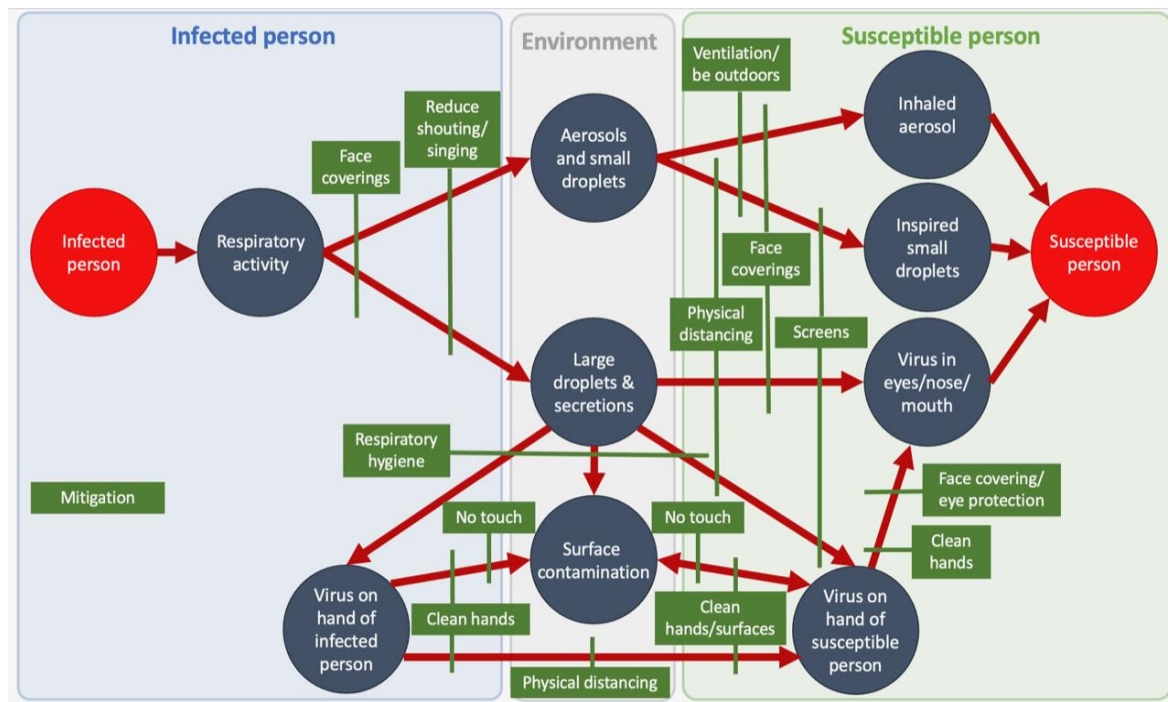 Infected person
Environment
Susceptible person
Ventilation/
be outdoors
Inhaled
aerosol
Reduce
shouting/
singing
Face
coverings
Aerosols
and small
droplets
Infected
person
Respiratory
activity
Inspired
small
droplets
Susceptible
person
Face
coverings
Physical
distancing
Screens
Large
droplets &
secretions
Virus in
eyes/nose/
mouth
Respiratory
hygiene
Mitigation
Face covering/
eye protection
No touch
No touch
Clean
hands
Surface
contamination
Virus on
hand of
infected
person
Clean hands
Clean
hands/surfaces
Virus on
hand of
susceptible
person
Physical distancing